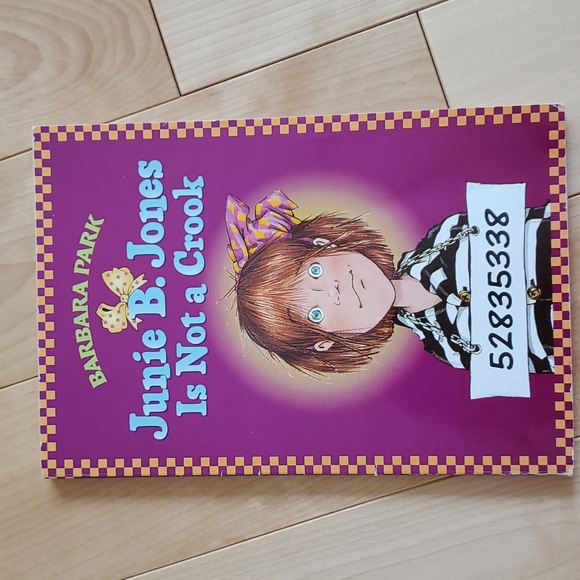 BARBARA PARK
Junie B. Jones
Is Not a Crook
52835338